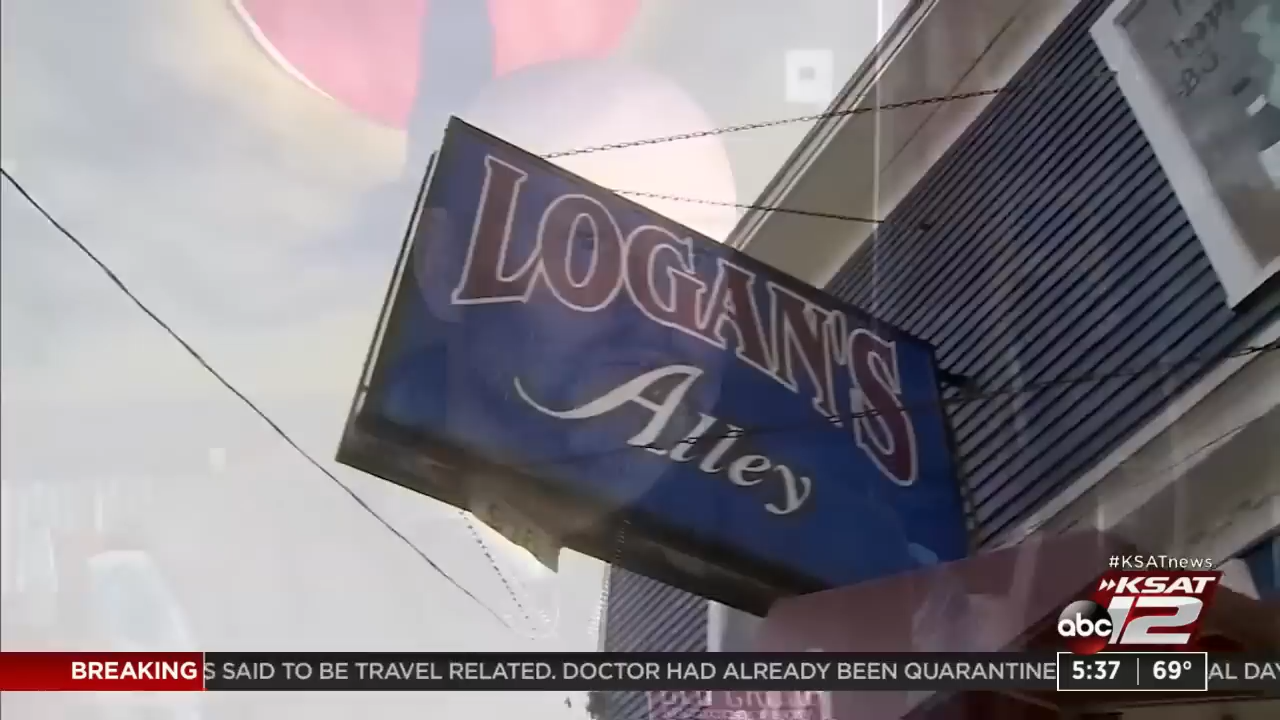 LOGAN'S
Alley
#KSATnews
KSAT
abc 12
BREAKING S SAID TO BE TRAVEL RELATED. DOCTOR HAD ALREADY BEEN QUARANTINE 5:37 69° AL DAY